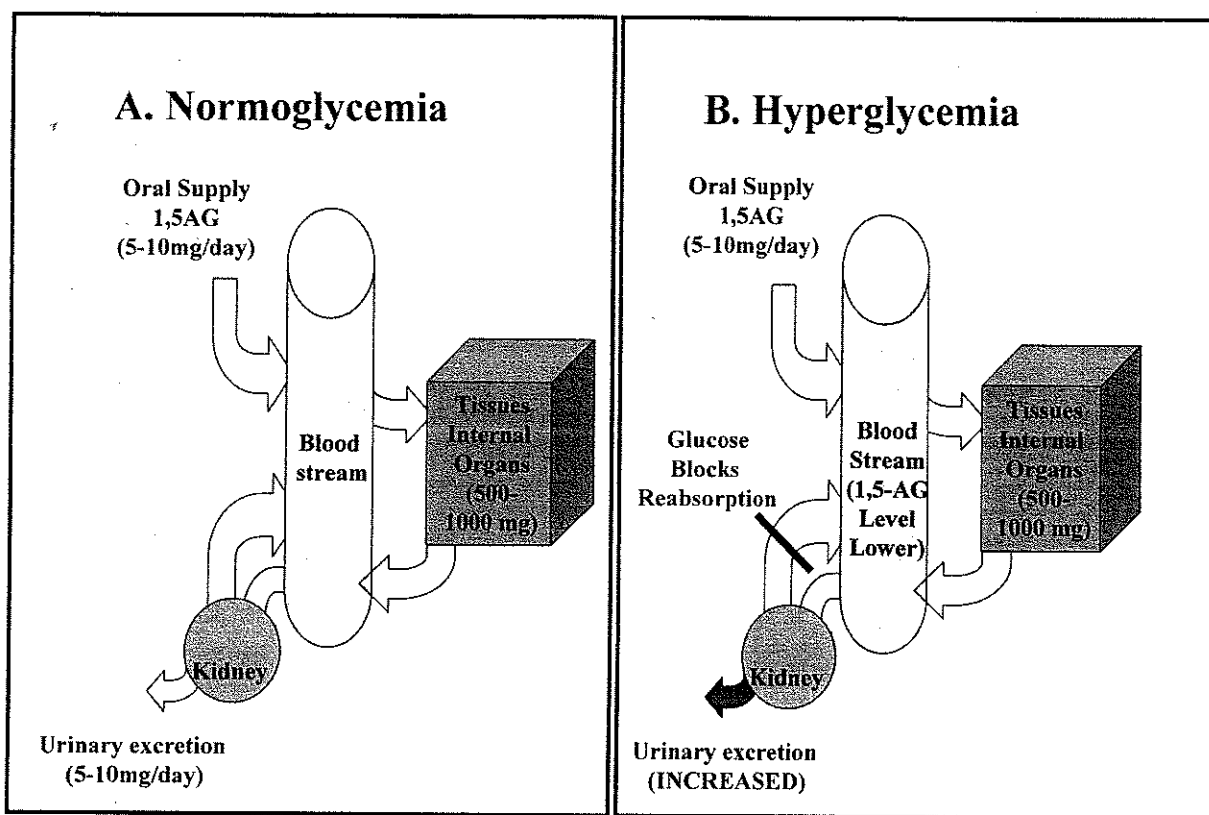 A. Normoglycemia
Oral Supply
1,5AG
(5-10mg/day)
Blood
stream
Tissues
Internal
Organs
(500-
1000 mg)
Kidney
Urinary excretion
(5-10mg/day)
B. Hyperglycemia
Oral Supply
1,5AG
(5-10mg/day)
Glucose
Blocks
Reabsorption
Blood
Stream
(1,5-AG
Level
Lower)
Tissues
Internal
Organs
(500-
1000 mg)
Kidney
Urinary excretion
(INCREASED)